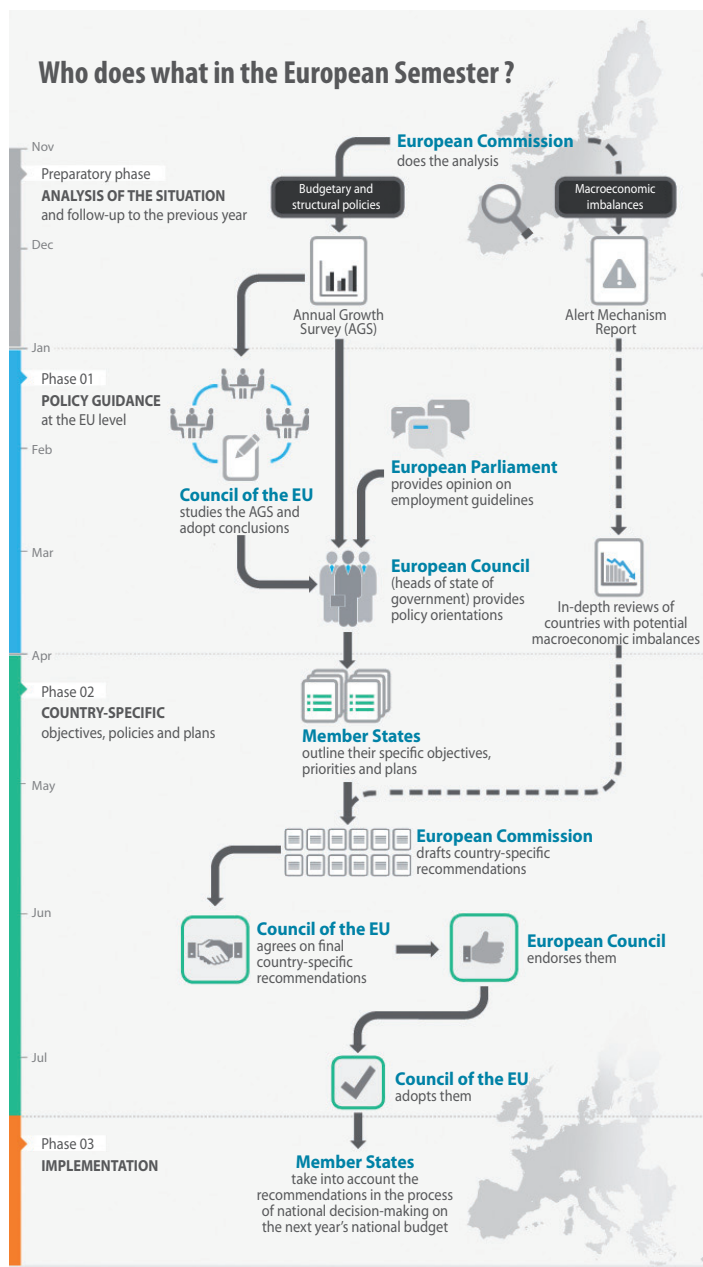 Who does what in the European Semester ?
Nov
European Commission
does the analysis
Preparatory phase
ANALYSIS OF THE SITUATION
and follow-up to the previous year
Budgetary and
structural policies
Macroeconomic
imbalances
Dec
Annual Growth
Survey (AGS)
Alert Mechanism
Report
Jan
Phase 01
POLICY GUIDANCE
at the EU level
Feb
European Parliament
provides opinion on
employment guidelines
Council of the EU
studies the AGS and
adopt conclusions
Mar
European Council
(heads of state of
government) provides
policy orientations
In-depth reviews of
countries with potential
macroeconomic imbalances
Apr
Phase 02
COUNTRY-SPECIFIC
objectives, policies and plans
Member States
outline their specific objectives,
priorities and plans
May
European Commission
drafts country-specific
recommendations
Jun
Council of the EU
agrees on final
country-specific
recommendations
European Council
endorses them
Jul
Council of the EU
adopts them
Phase 03
IMPLEMENTATION
Member States
take into account the
recommendations in the process
of national decision-making on
the next year's national budget